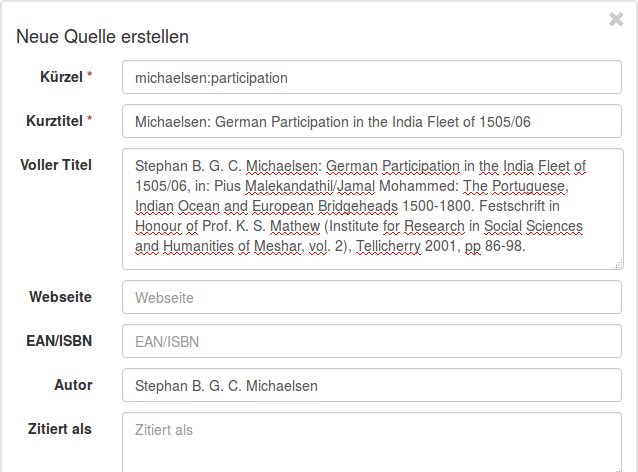 ×
Neue Quelle erstellen
Kürzel * michaelsen:participation
Kurztitel * Michaelsen: German Participation in the India Fleet of 1505/06
Voller Titel Stephan B. G. C. Michaelsen: German Participation in the India Fleet of
1505/06, in: Pius Malekandathil/Jamal Mohammed: The Portuguese,
Indian Ocean and European Bridgeheads 1500-1800. Festschrift in
Honour of Prof. K. S. Mathew (Institute for Research in Social Sciences
and Humanities of Meshar, vol. 2), Tellicherry 2001, pp 86-98.
Webseite Webseite
EAN/ISBN EAN/ISBN
Autor Stephan B. G. C. Michaelsen
Zitiert als Zitiert als